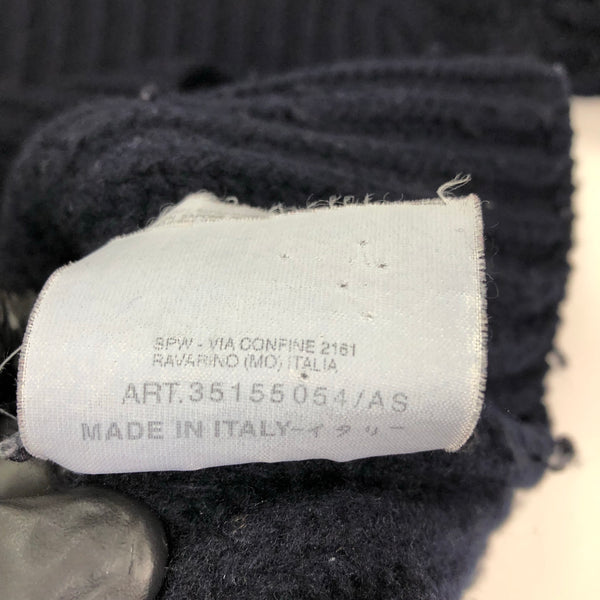 SPW - VIA CONFINE 2161
RAVARINO (MO) ITALIA
ART.35155054/AS
MADE IN ITALY-イタリー